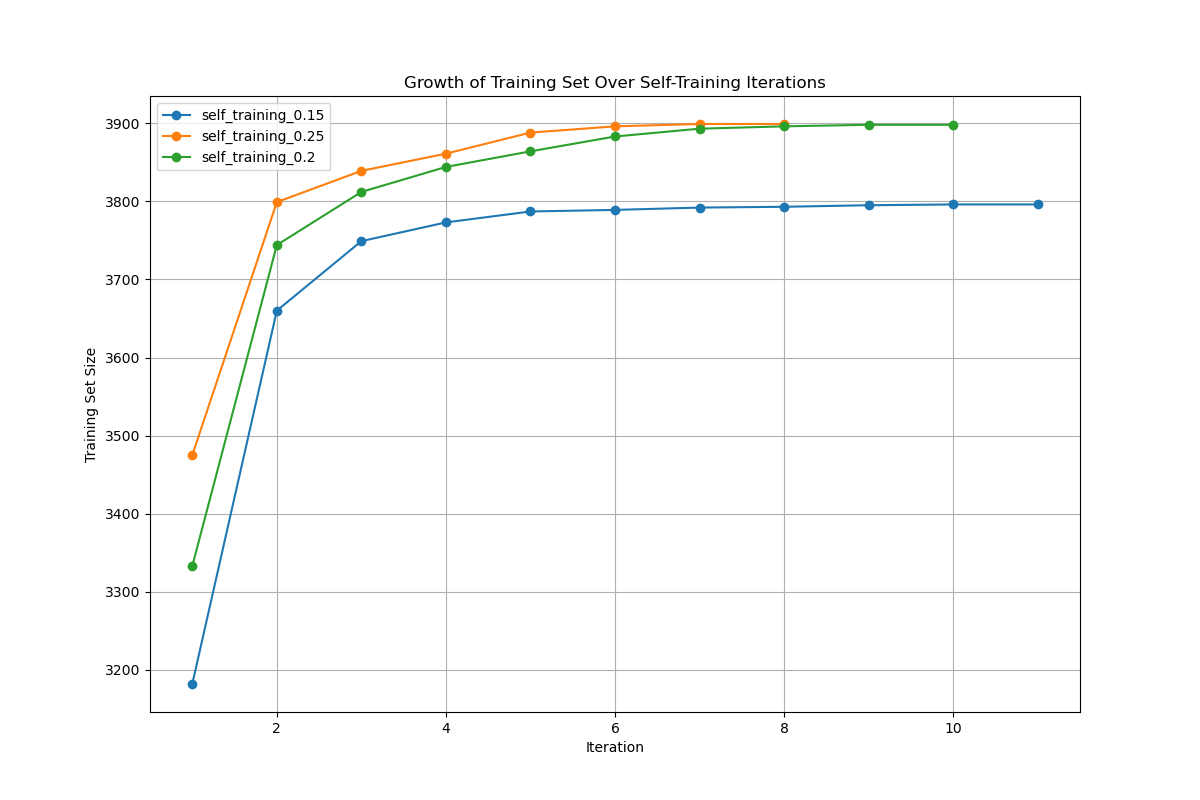 Growth of Training Set Over Self-Training Iterations
self_training_0.15
self_training_0.25
self_training_0.2
Training Set Size
3900
3800
3700
3600
3500
3400
3300
3200
2 4 6 8 10
Iteration